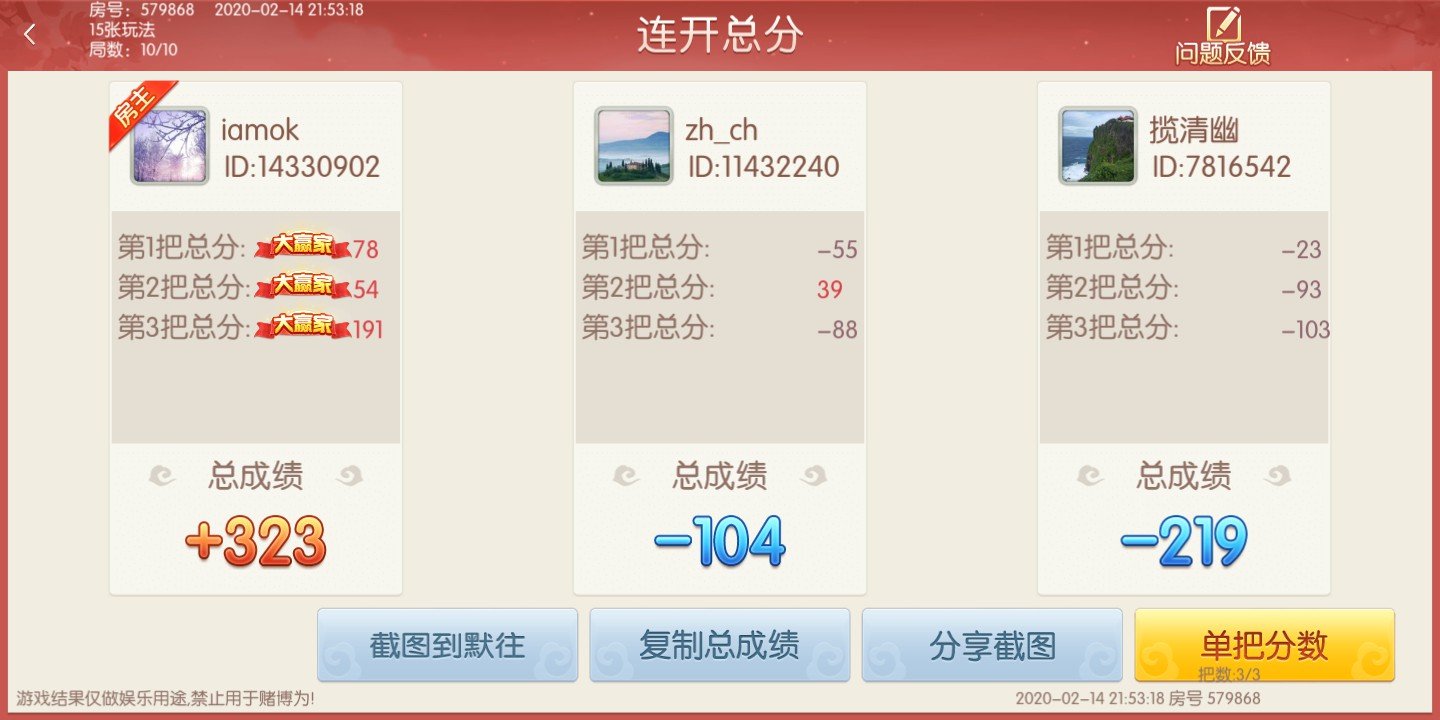 房号：579868 2020-02-14 21:53:18
15张玩法
局数：10/10
连开总分
问题反馈
房主
iamok
ID:14330902
第1把总分: 大赢家 78
第2把总分: 大赢家 54
第3把总分: 大赢家 191
总成绩
+323
zh_ch
ID:11432240
第1把总分: -55
第2把总分: 39
第3把总分: -88
总成绩
-104
揽清幽
ID:7816542
第1把总分: -23
第2把总分: -93
第3把总分: -103
总成绩
-219
截图到默往
复制总成绩
分享截图
单把分数
把数:3/3
游戏结果仅做娱乐用途,禁止用于赌博为!
2020-02-14 21:53:18 房号 579868